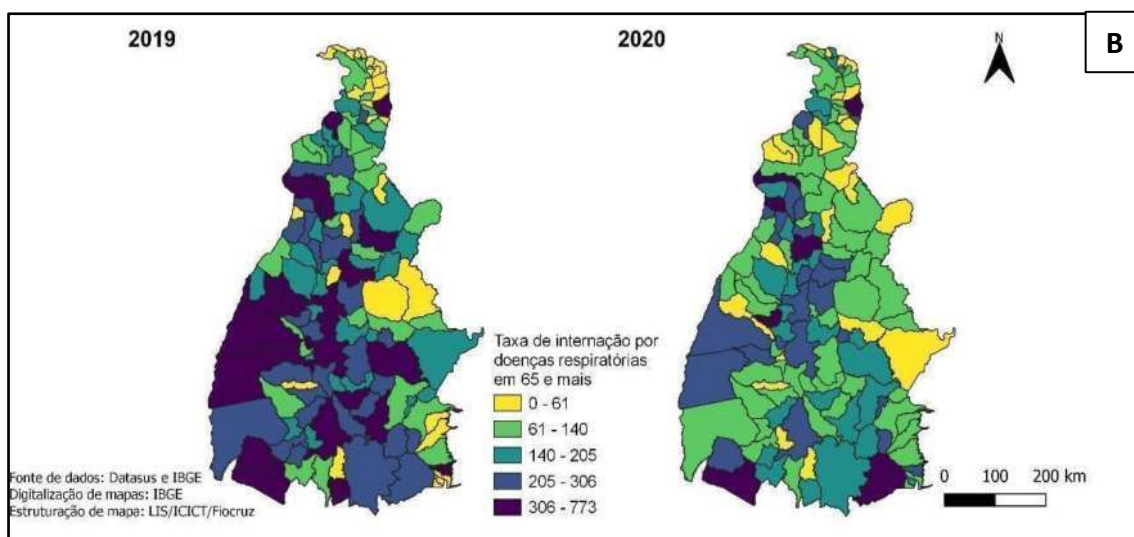 2019
2020
N
B
Taxa de internação por
doenças respiratórias
em 65 e mais
0 - 61
61 - 140
140 - 205
205 - 306
306 - 773
Fonte de dados: Datasus e IBGE
Digitalização de mapas: IBGE
Estruturação de mapa: LIS/ICICT/Fiocruz
0 100 200 km